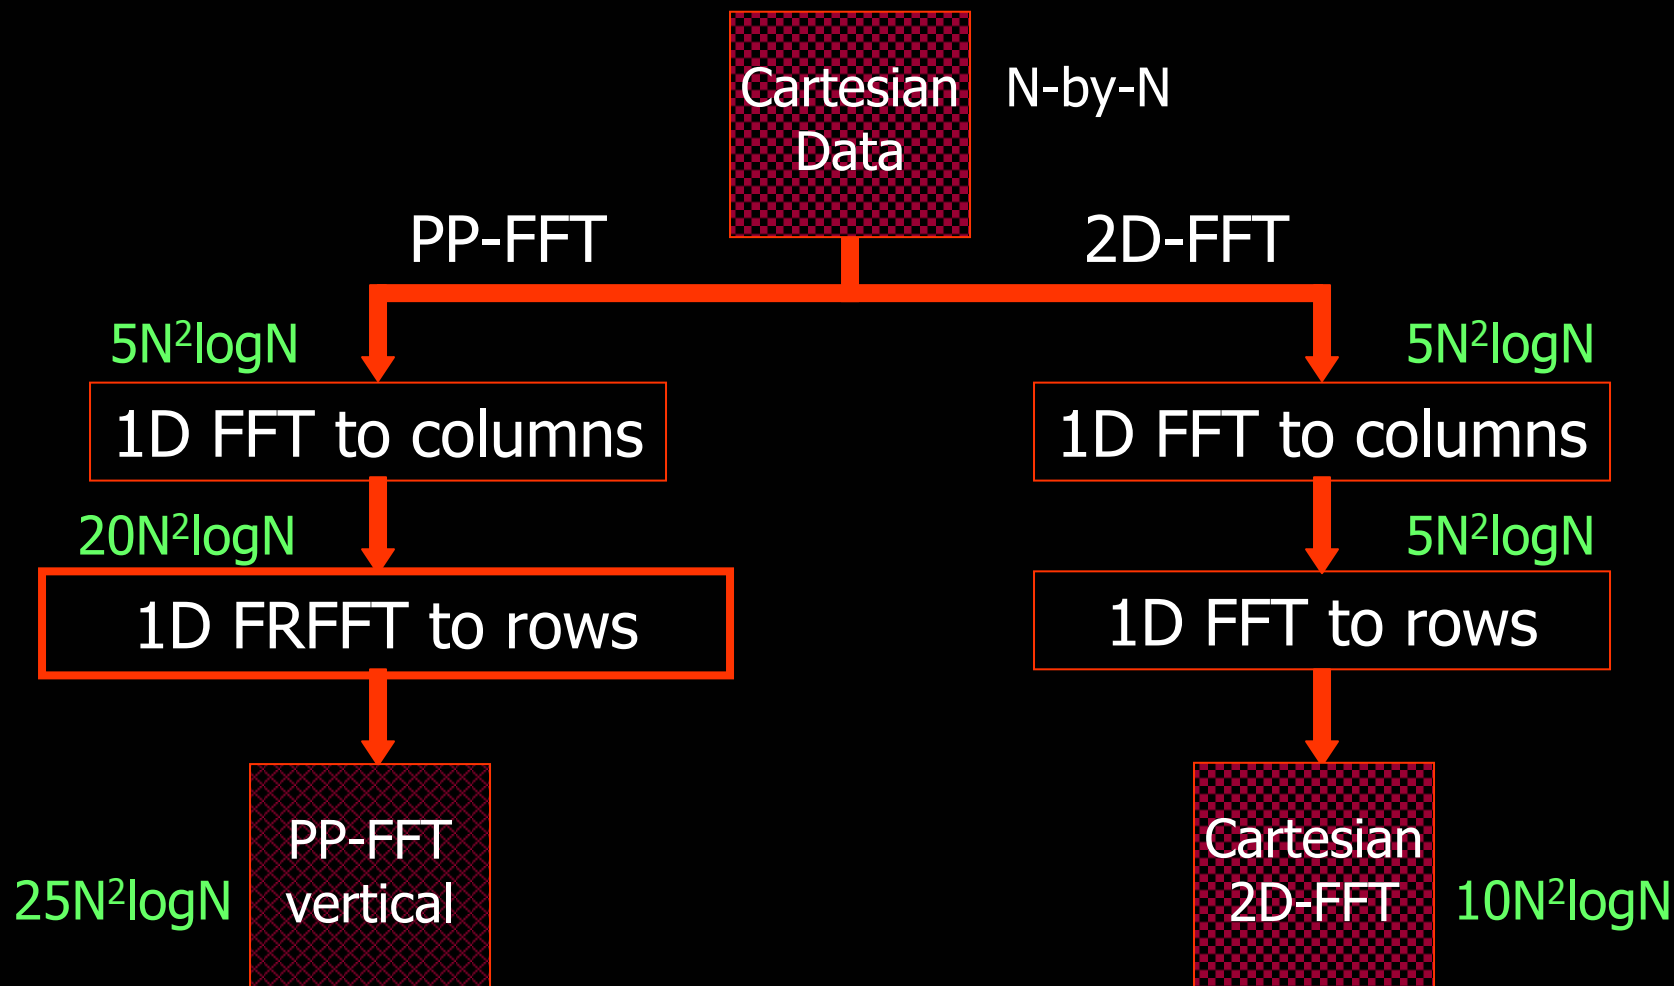 Cartesian
Data
N-by-N
PP-FFT
2D-FFT
5N²logN
5N²logN
1D FFT to columns
1D FFT to columns
20N²logN
5N²logN
1D FRFFT to rows
1D FFT to rows
PP-FFT
vertical
25N²logN
Cartesian
2D-FFT
10N²logN